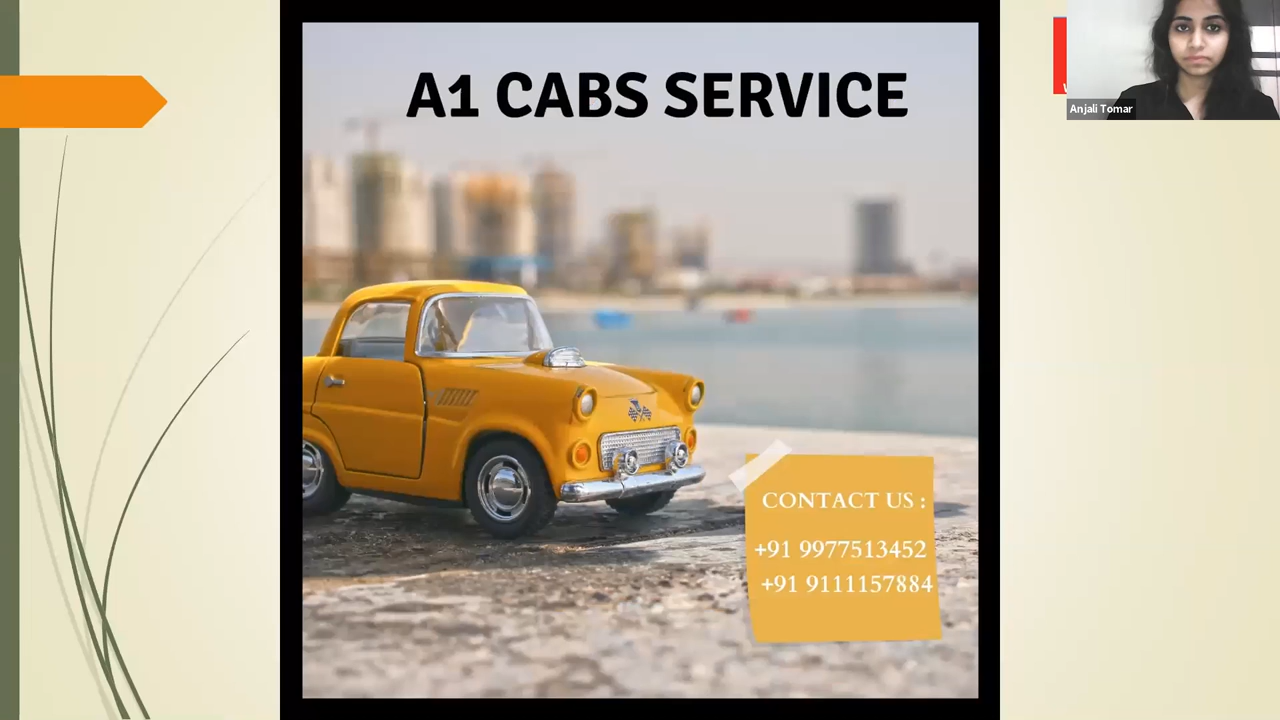 A1 CABS SERVICE
Anjali Tomar
CONTACT US :
+91 9977513452
+91 9111157884